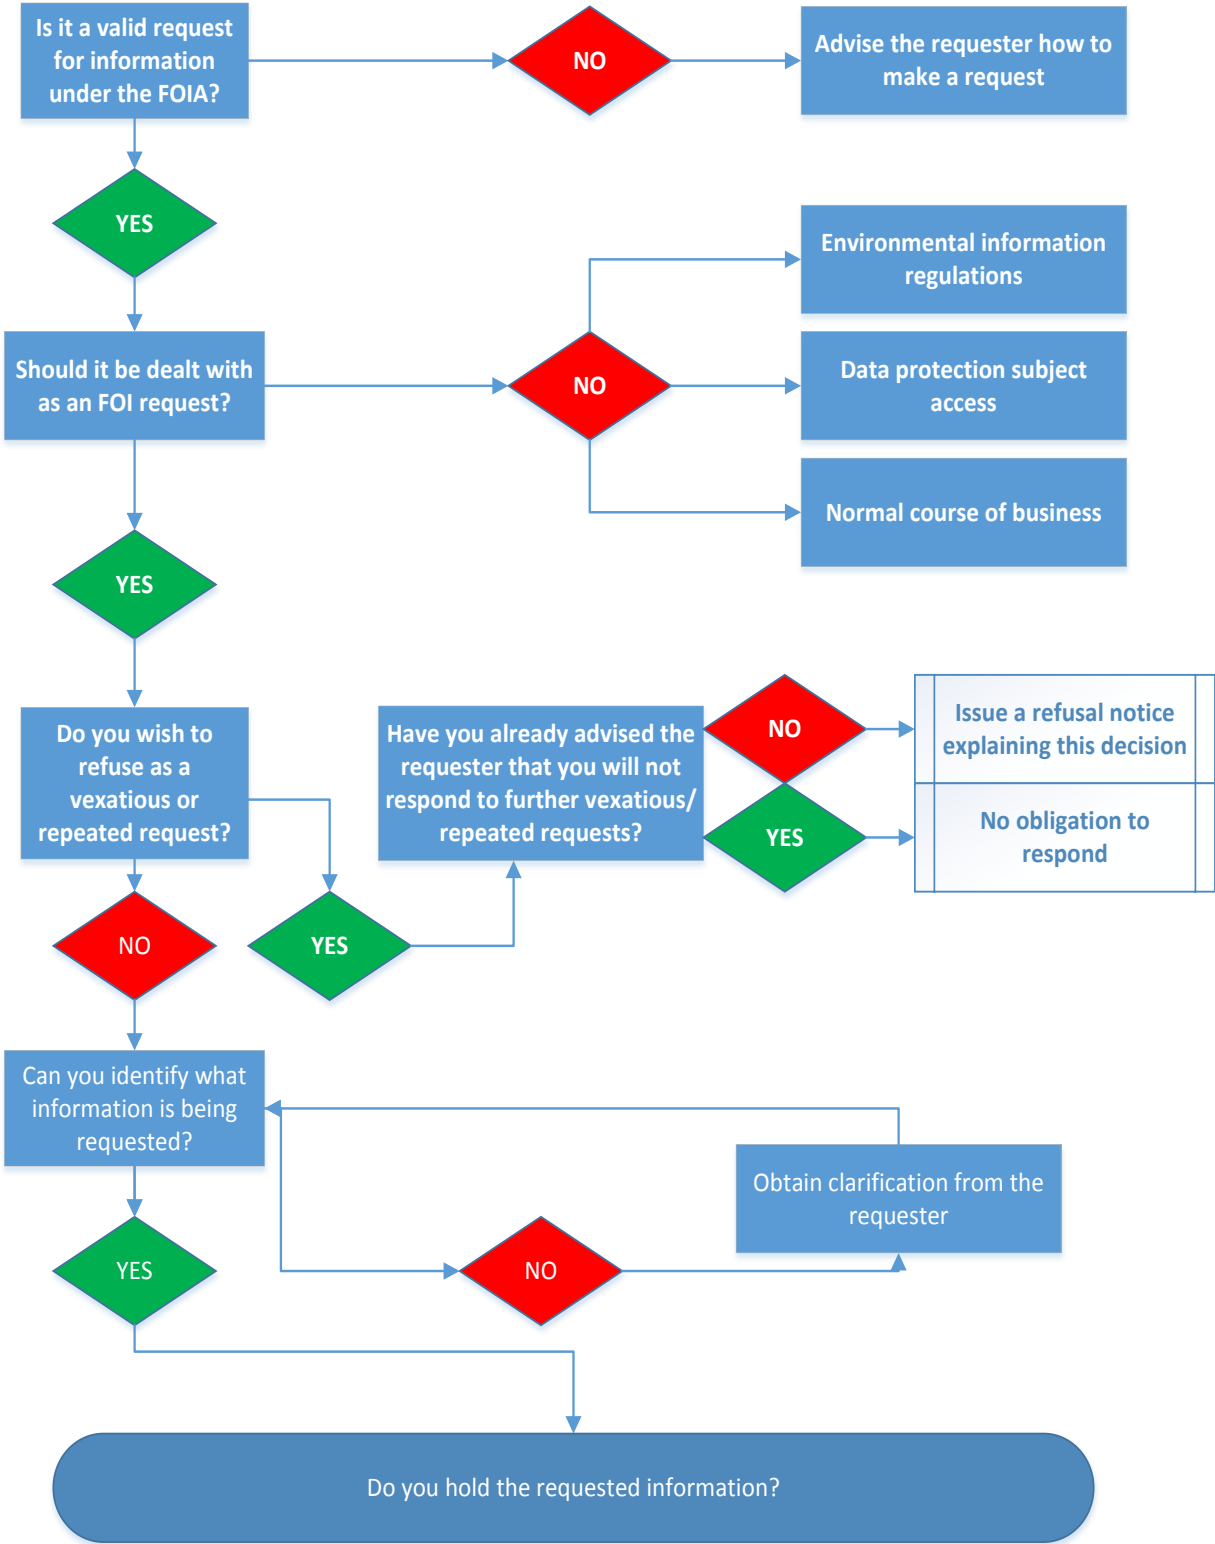 Is it a valid request
for information
under the FOIA?
NO
Advise the requester how to
make a request
YES
Environmental information
regulations
Should it be dealt with
as an FOI request?
NO
Data protection subject
access
Normal course of business
YES
Do you wish to
refuse as a
vexatious or
repeated request?
Have you already advised the
requester that you will not
respond to further vexatious/
repeated requests?
NO
Issue a refusal notice
explaining this decision
YES
No obligation to
respond
NO
YES
Can you identify what
information is being
requested?
Obtain clarification from the
requester
YES
NO
Do you hold the requested information?